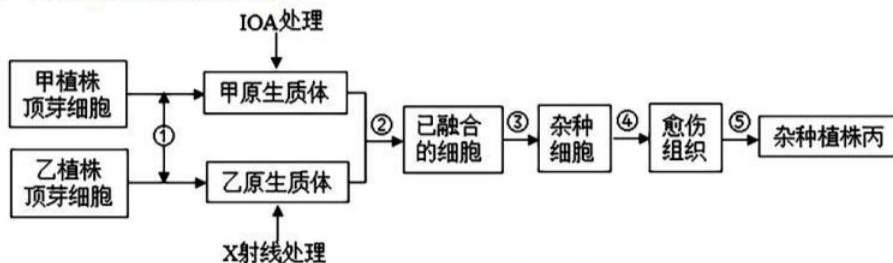 IOA处理
甲植株
顶芽细胞
甲原生质体
①
乙植株
顶芽细胞
乙原生质体
X射线处理
②
已融合
的细胞
③
杂种
细胞
④
愈伤
组织
⑤
杂种植株丙